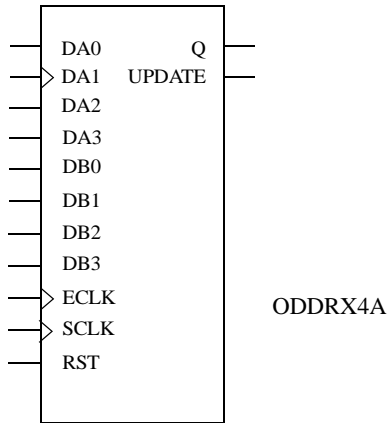 DA0 Q
DA1 UPDATE
DA2
DA3
DB0
DB1
DB2
DB3
ECLK
ODDRX4A
SCLK
RST